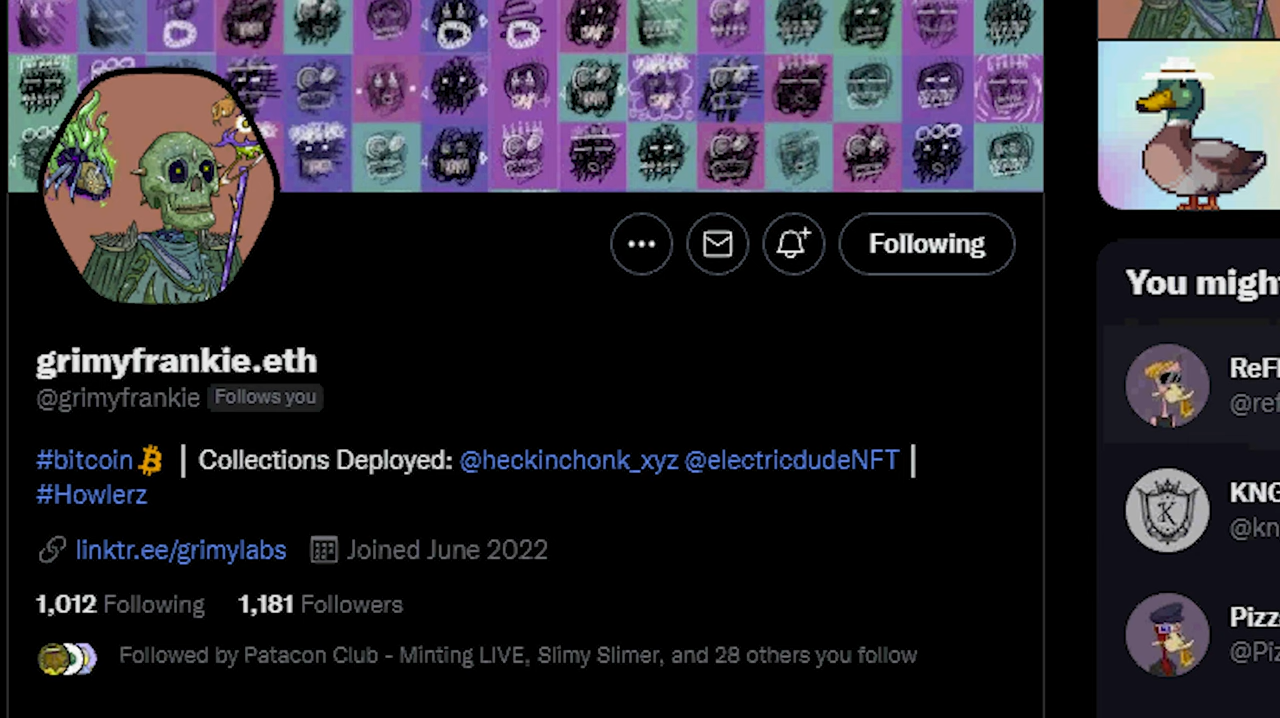 Following
grimyfrankie.eth
@grimyfrankie Follows you
#bitcoin | Collections Deployed: @heckinchonk_xyz @electricdudeNFT |
#Howlerz
linktr.ee/grimylabs Joined June 2022
1,012 Following 1,181 Followers
Followed by Patacon Club - Minting LIVE, Slimy Slimer, and 28 others you follow
You might
ReFi
@ref
KNG
@kn
K
Pizz
@Piz